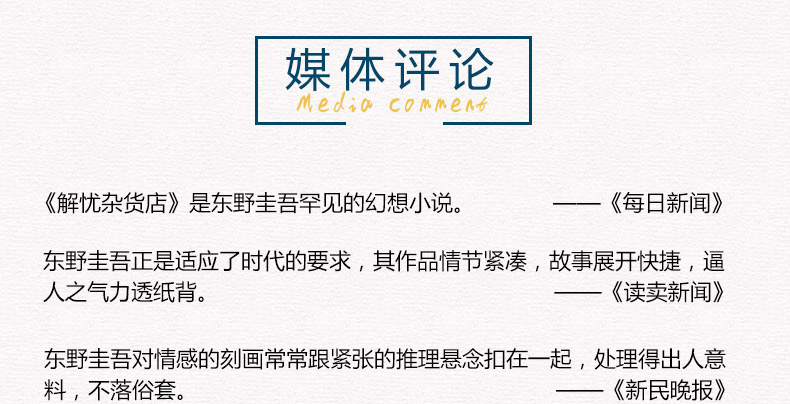 媒体评论
Media comment
《解忧杂货店》是东野圭吾罕见的幻想小说。 ——《每日新闻》
东野圭吾正是适应了时代的要求，其作品情节紧凑，故事展开快捷，逼
人之气力透纸背。 ——《读卖新闻》
东野圭吾对情感的刻画常常跟紧张的推理悬念扣在一起，处理得出人意
料，不落俗套。 ——《新民晚报》